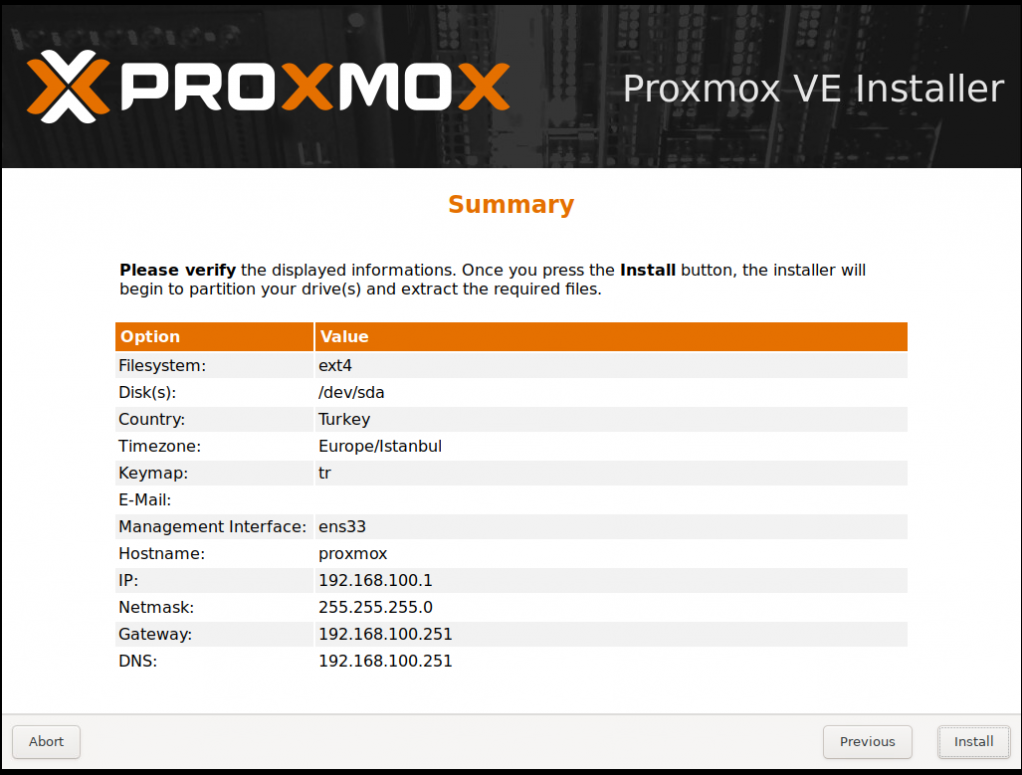 PROXMOX
Proxmox VE Installer
Summary
Please verify the displayed informations. Once you press the Install button, the installer will
begin to partition your drive(s) and extract the required files.
Option Value
Filesystem: ext4
Disk(s): /dev/sda
Country: Turkey
Timezone: Europe/Istanbul
Keymap: tr
E-Mail:
Management Interface: ens33
Hostname: proxmox
IP: 192.168.100.1
Netmask: 255.255.255.0
Gateway: 192.168.100.251
DNS: 192.168.100.251
Abort Previous Install